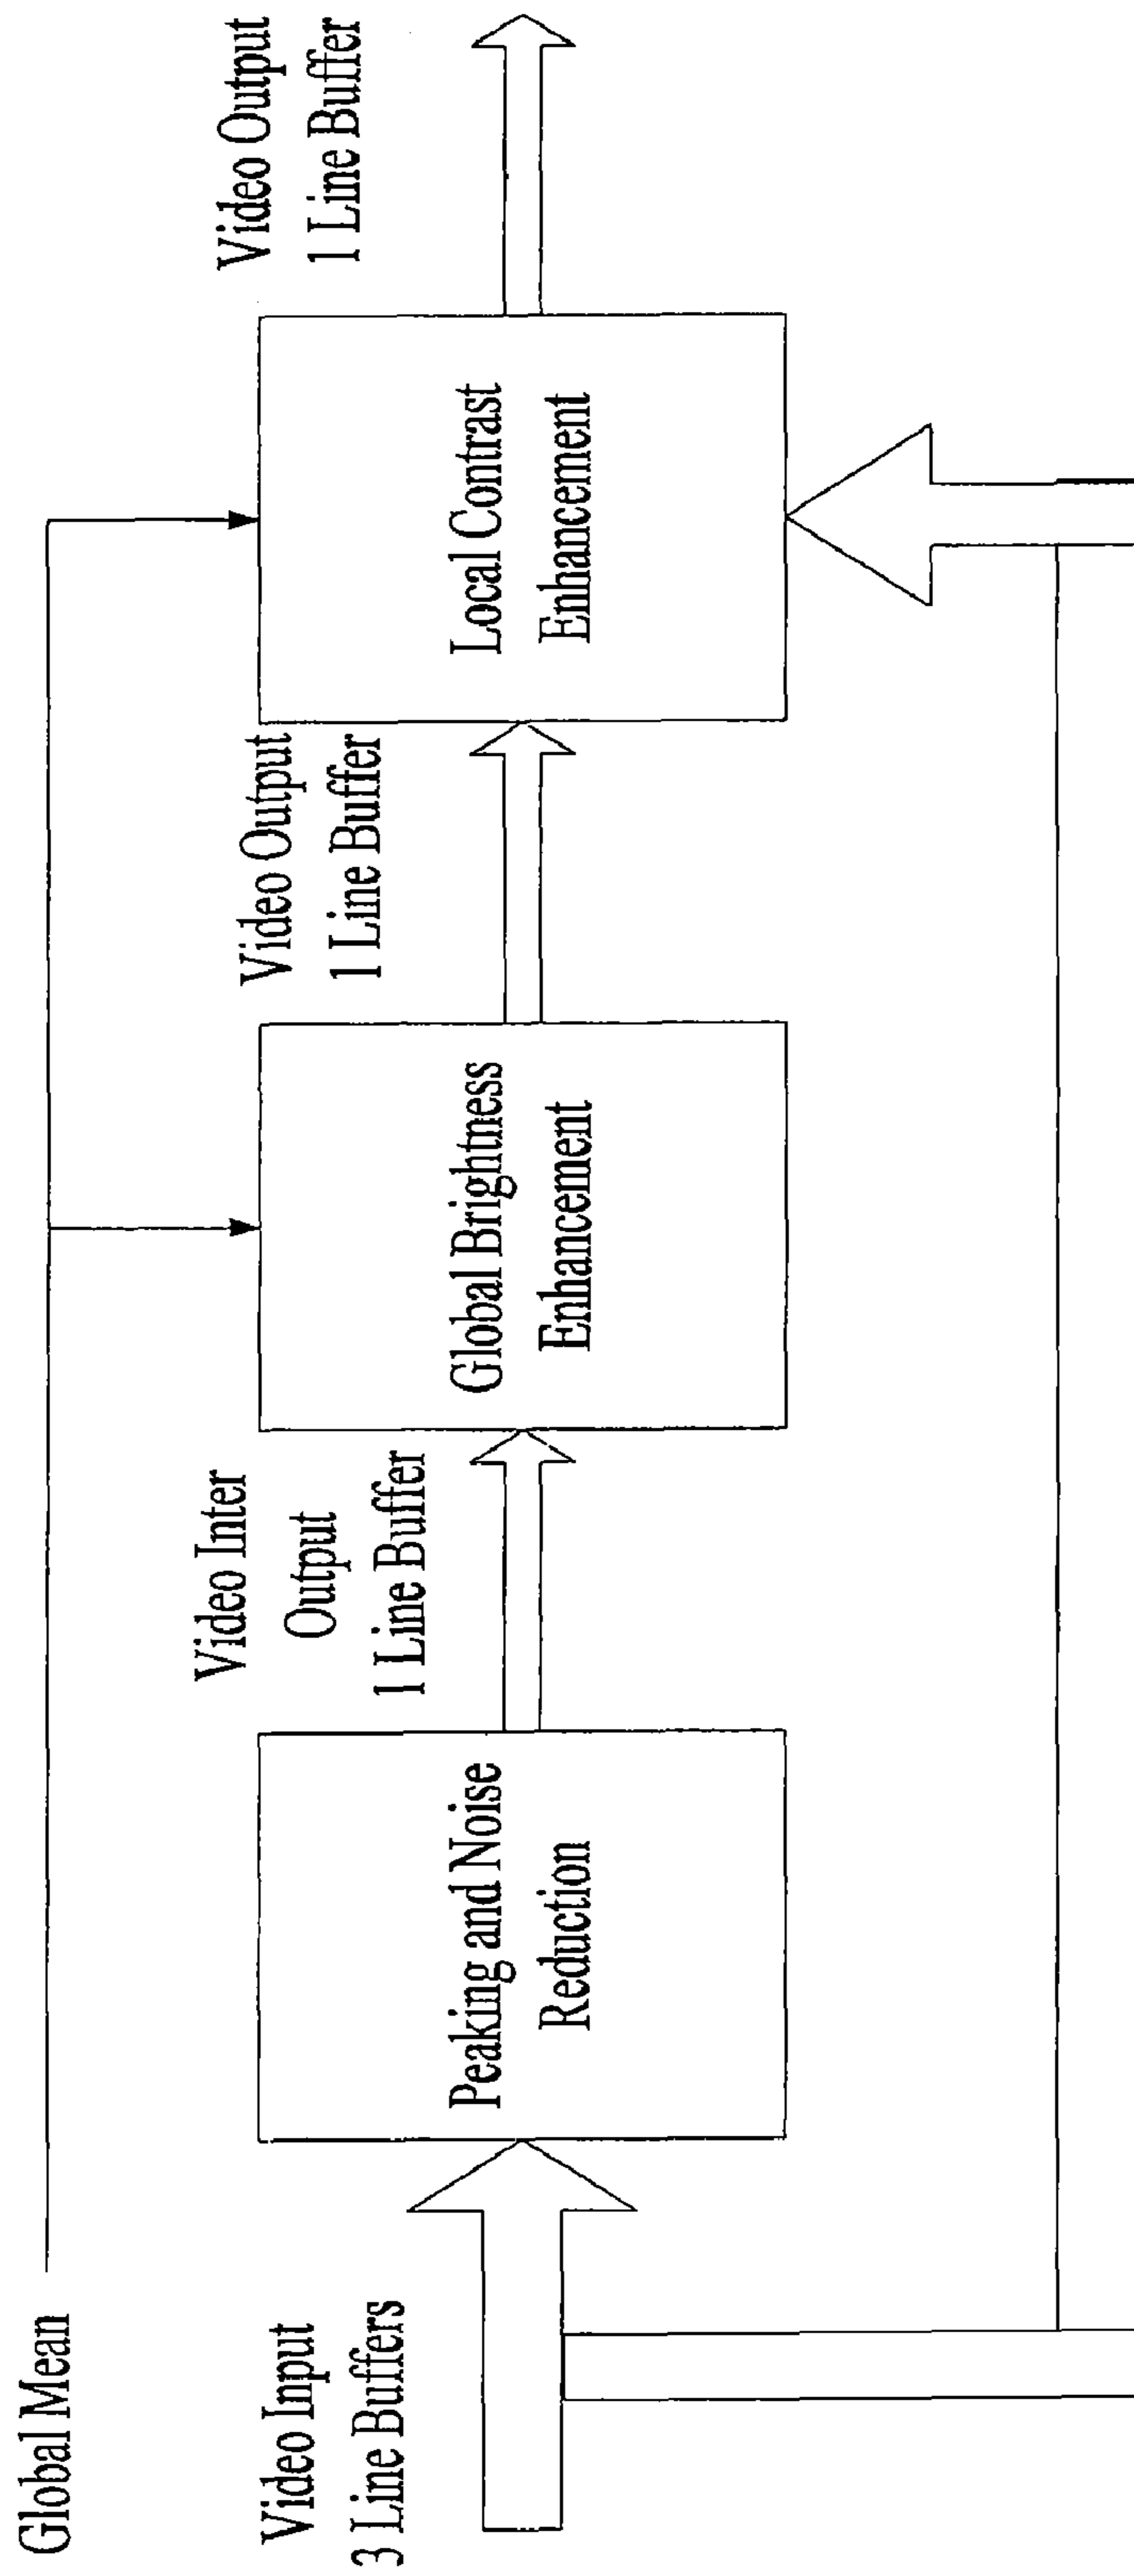 Global Mean
Video Input
3 Line Buffers
Peaking and Noise
Reduction
Video Inter
Output
1 Line Buffer
Global Brightness
Enhancement
Video Output
1 Line Buffer
Local Contrast
Enhancement
Video Output
1 Line Buffer